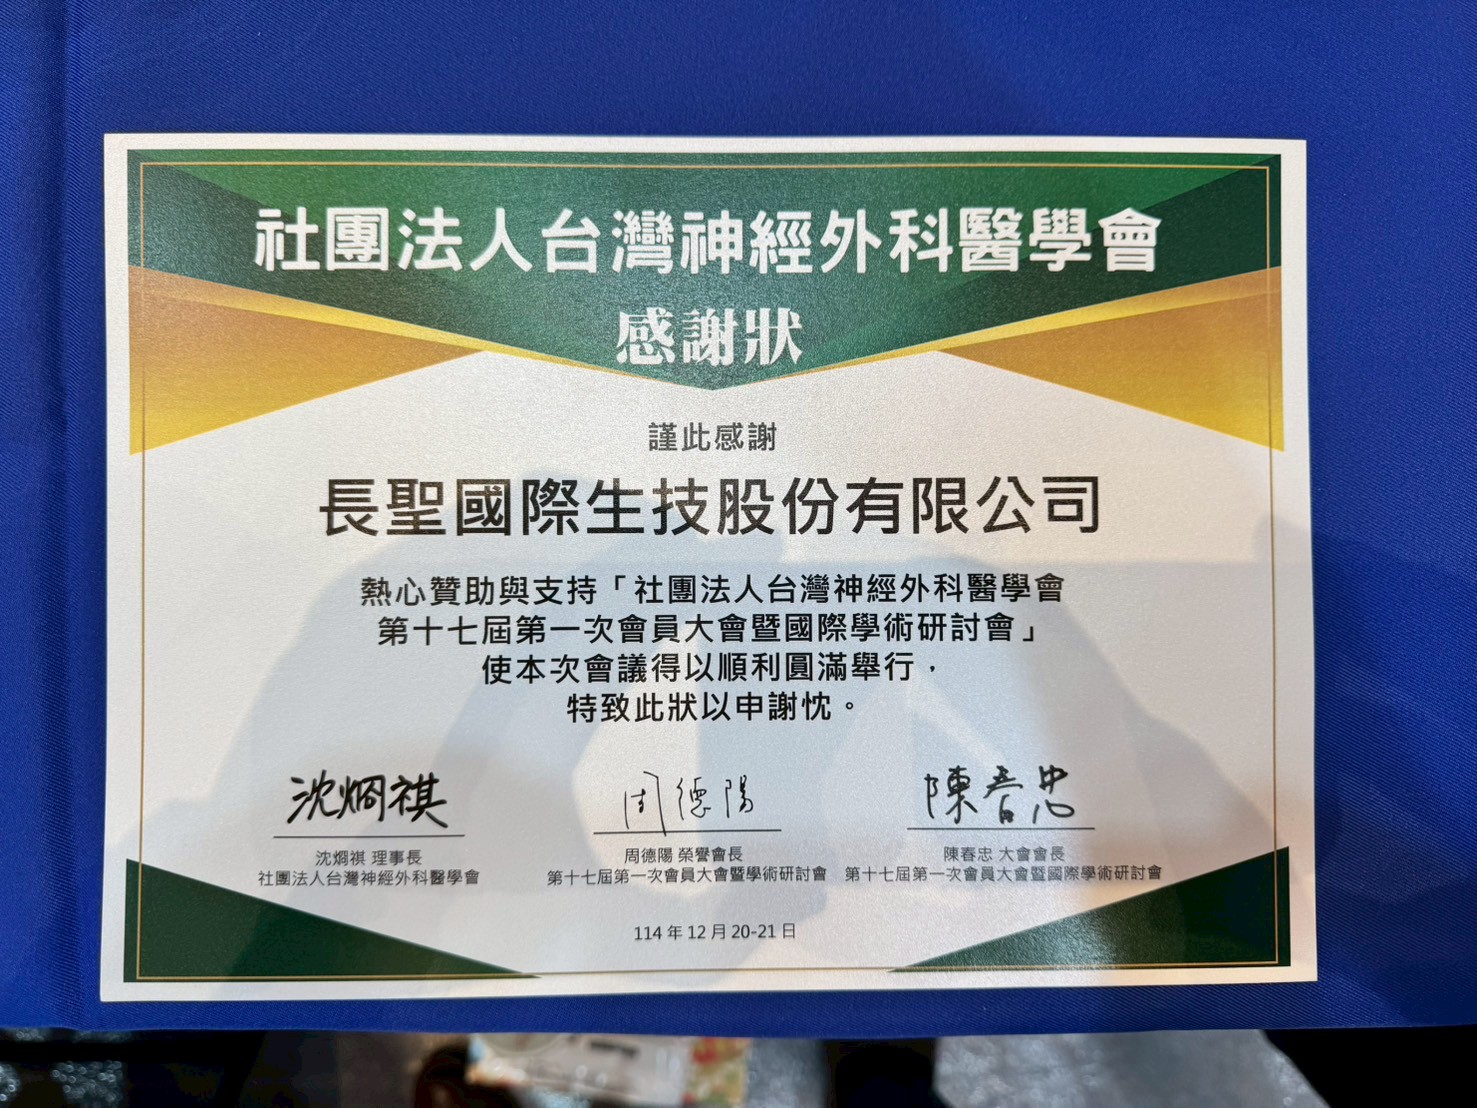 社團法人台灣神經外科醫學會
感謝狀
謹此感謝
長聖國際生技股份有限公司
熱心贊助與支持「社團法人台灣神經外科醫學會
第十七屆第一次會員大會暨國際學術研討會」
使本次會議得以順利圓滿舉行，
特致此狀以申謝忱。
沈烱祺 周德陽 陳春忠
沈烱祺 理事長 周德陽 榮譽會長 陳春忠 大會會長
社團法人台灣神經外科醫學會 第十七屆第一次會員大會暨學術研討會 第十七屆第一次會員大會暨國際學術研討會
114 年 12 月 20-21 日